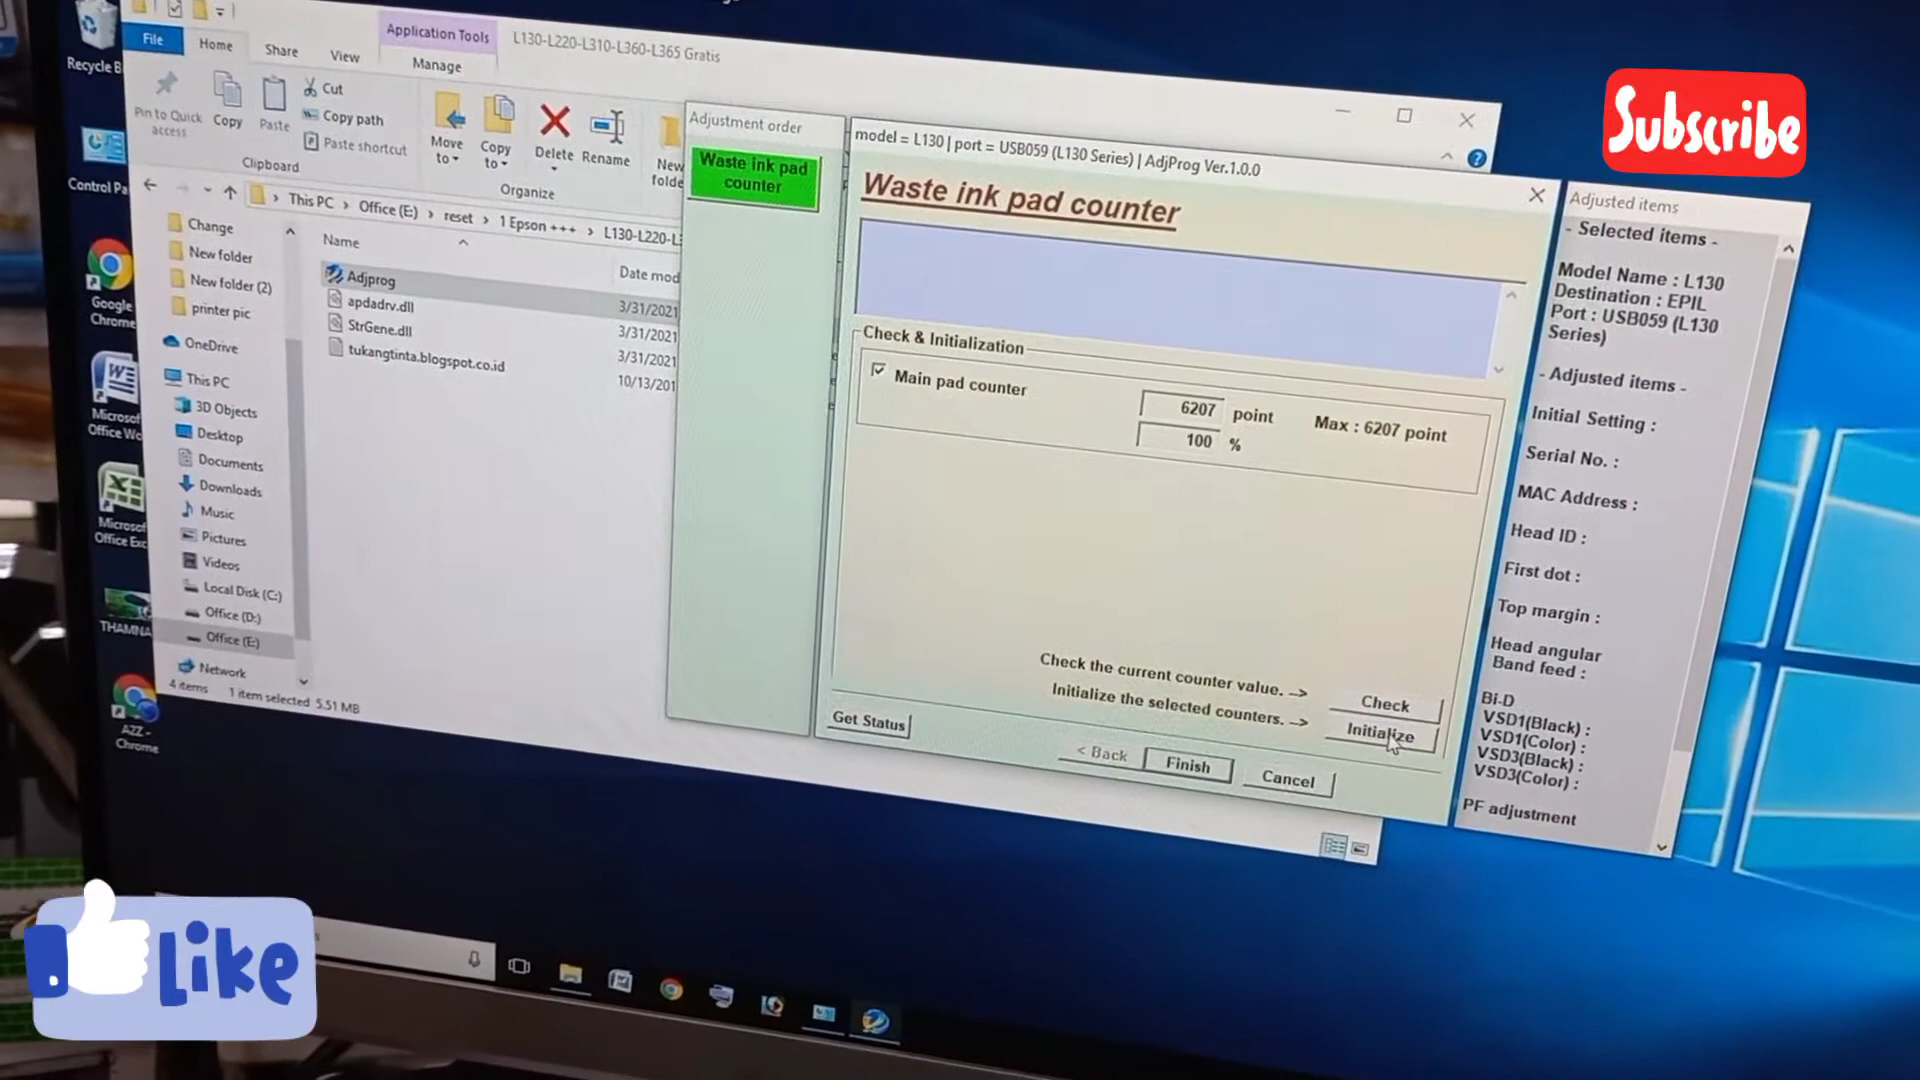 Recycle B
Control Pa
Google
Chrome
Microsof
Office Wo
Microsof
Office Exc
THAMNA
AZZ -
Chrome
File
Home
Share
View
Application Tools
Manage
L130-L220-L310-L360-L365 Gratis
Pin to Quick
access
Copy
Paste
Cut
Copy path
Paste shortcut
Clipboard
Move
to
Copy
to
Delete
Rename
New
folde
Organize
This PC
Office (E:)
reset
1 Epson +++
L130-L220-L
Change
New folder
New folder (2)
printer pic
OneDrive
This PC
3D Objects
Desktop
Documents
Downloads
Music
Pictures
Videos
Local Disk (C:)
Office (D:)
Office (E:)
Network
4 items
1 item selected 5.51 MB
Name
Date mod
Adjprog
3/31/2021
apdadrv.dll
3/31/2021
StrGene.dll
3/31/2021
tukangtinta.blogspot.co.id
10/13/201
Adjustment order
Waste ink pad
counter
model = L130 | port = USB059 (L130 Series) | AdjProg Ver.1.0.0
Waste ink pad counter
Check & Initialization
Main pad counter
6207 point
Max : 6207 point
100 %
Check the current counter value. -->
Check
Initialize the selected counters. -->
Initialize
Get Status
< Back
Finish
Cancel
Adjusted items
- Selected items -
Model Name : L130
Destination : EPIL
Port : USB059 (L130
Series)
- Adjusted items -
Initial Setting :
Serial No. :
MAC Address :
Head ID :
First dot :
Top margin :
Head angular
Band feed :
Bi-D
VSD1(Black) :
VSD1(Color) :
VSD3(Black) :
VSD3(Color) :
PF adjustment
Subscribe
Like